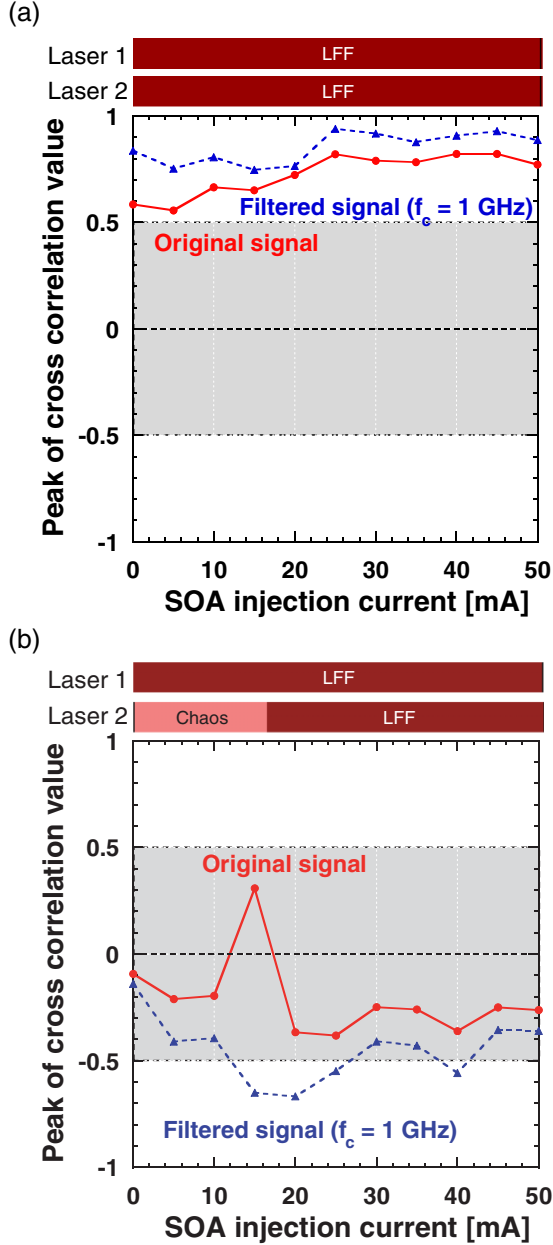 (a)
Laser 1 LFF
Laser 2 LFF
1
0.5
0
-0.5
-1
Peak of cross correlation value
Filtered signal (f_c = 1 GHz)
Original signal
0 10 20 30 40 50
SOA injection current [mA]
(b)
Laser 1 LFF
Laser 2 Chaos LFF
1
0.5
0
-0.5
-1
Peak of cross correlation value
Original signal
Filtered signal (f_c = 1 GHz)
0 10 20 30 40 50
SOA injection current [mA]